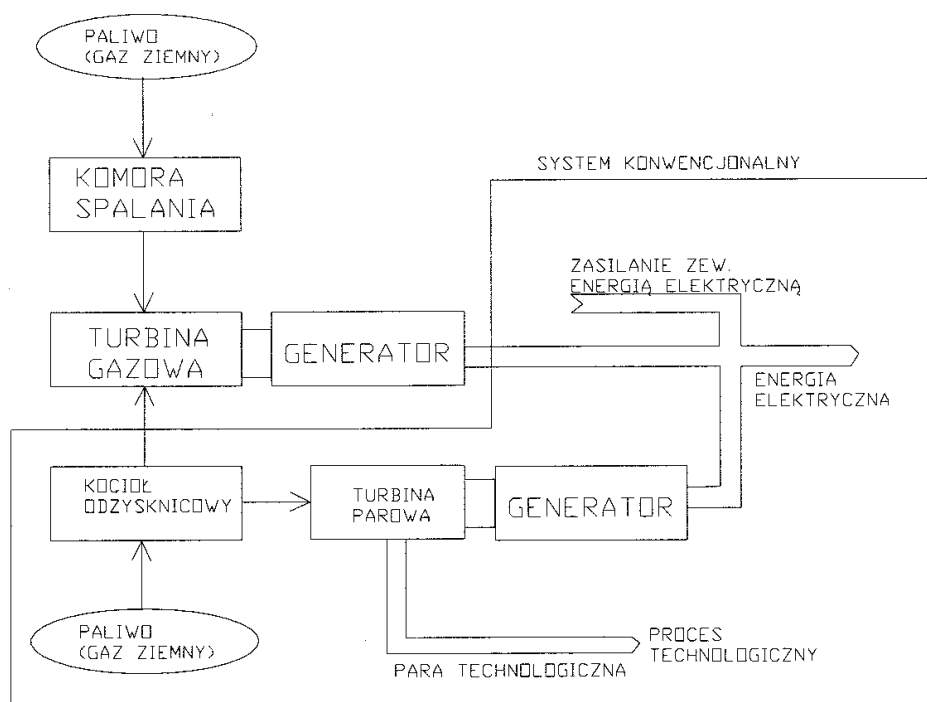 PALIWO
(GAZ ZIEMNY)
KOMORA
SPALANIA
SYSTEM KONWENCJONALNY
ZASILANIE ZEW.
ENERGIĄ ELEKTRYCZNĄ
TURBINA
GAZOWA
GENERATOR
ENERGIA
ELEKTRYCZNA
KOCIOŁ
ODZYSKNICOWY
TURBINA
PAROWA
GENERATOR
PALIWO
(GAZ ZIEMNY)
PROCES
TECHNOLOGICZNY
PARA TECHNOLOGICZNA